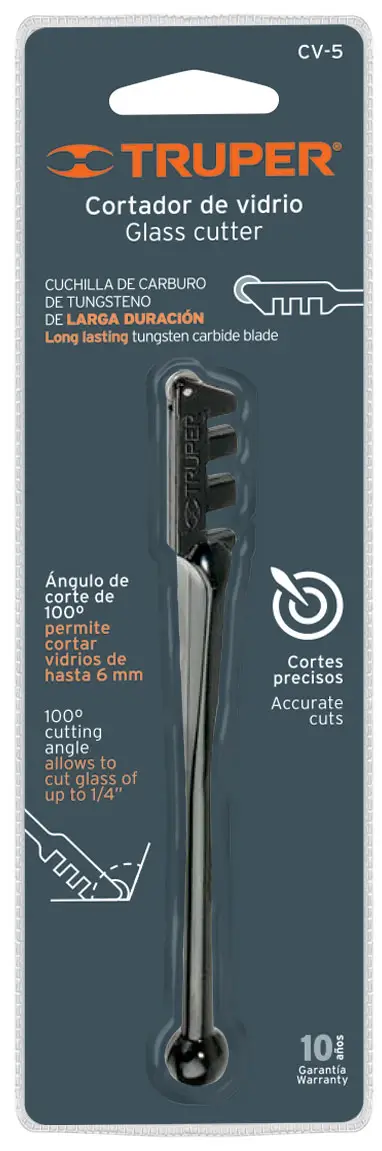 CV-5
TRUPER®
Cortador de vidrio
Glass cutter
CUCHILLA DE CARBURO
DE TUNGSTENO
DE LARGA DURACIÓN
Long lasting tungsten carbide blade
TRUPER
Ángulo de
corte de
100°
permite
cortar
vidrios de
hasta 6 mm
100°
cutting
angle
allows to
cut glass of
up to 1/4"
Cortes
precisos
Accurate
cuts
10 años
Garantía
Warranty